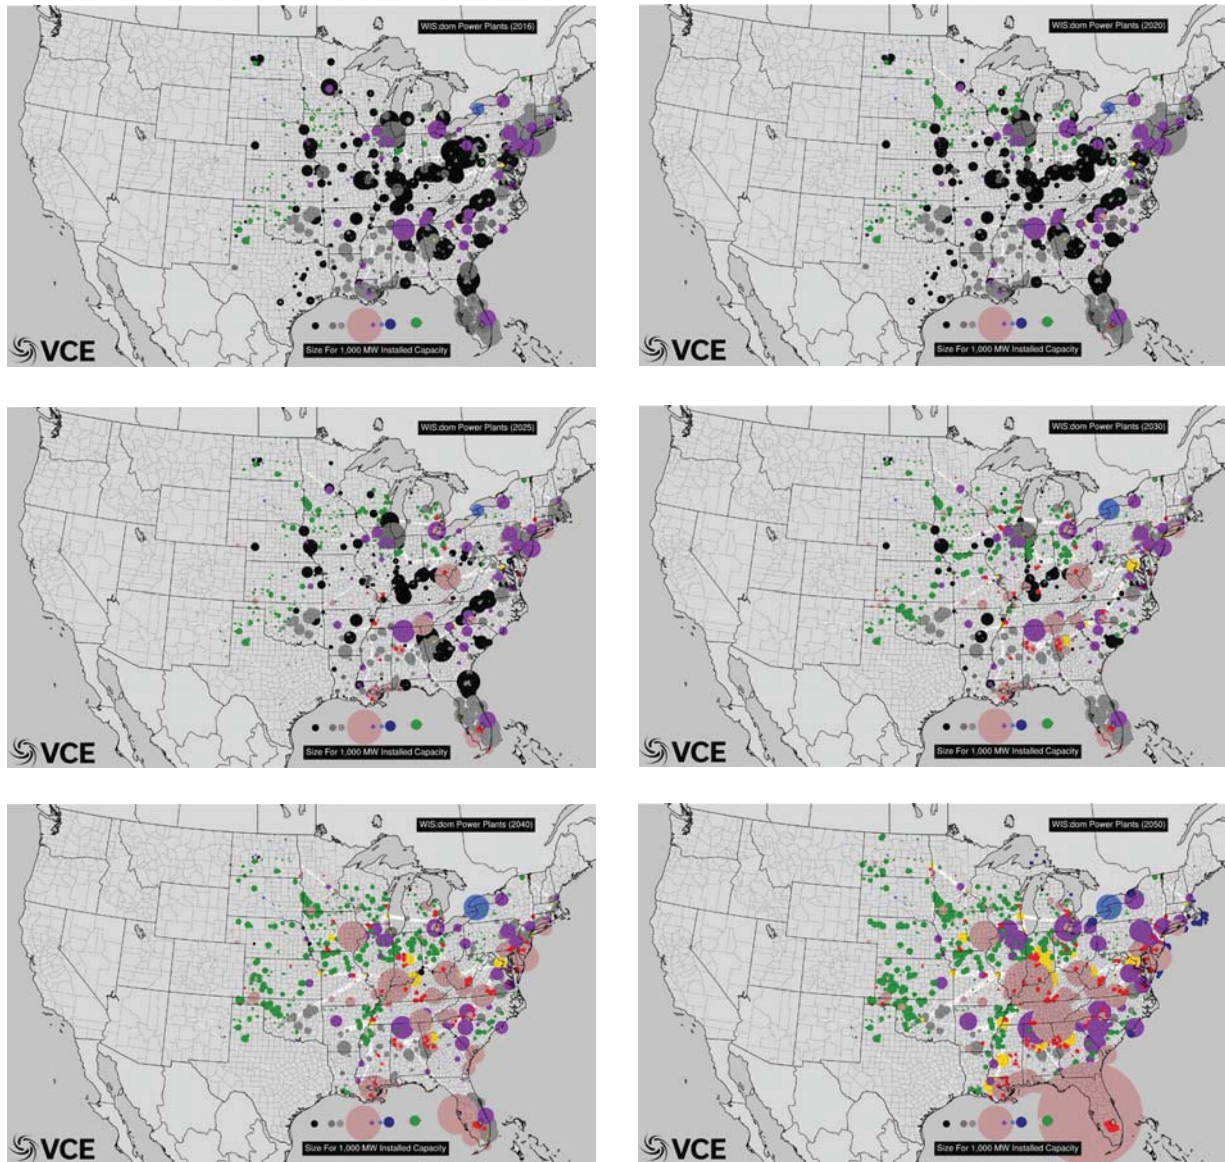 WIS:dom Power Plants (2016)
Size For 1,000 MW Installed Capacity
VCE
WIS:dom Power Plants (2020)
Size For 1,000 MW Installed Capacity
VCE
WIS:dom Power Plants (2025)
Size For 1,000 MW Installed Capacity
VCE
WIS:dom Power Plants (2030)
Size For 1,000 MW Installed Capacity
VCE
WIS:dom Power Plants (2040)
Size For 1,000 MW Installed Capacity
VCE
WIS:dom Power Plants (2050)
Size For 1,000 MW Installed Capacity
VCE